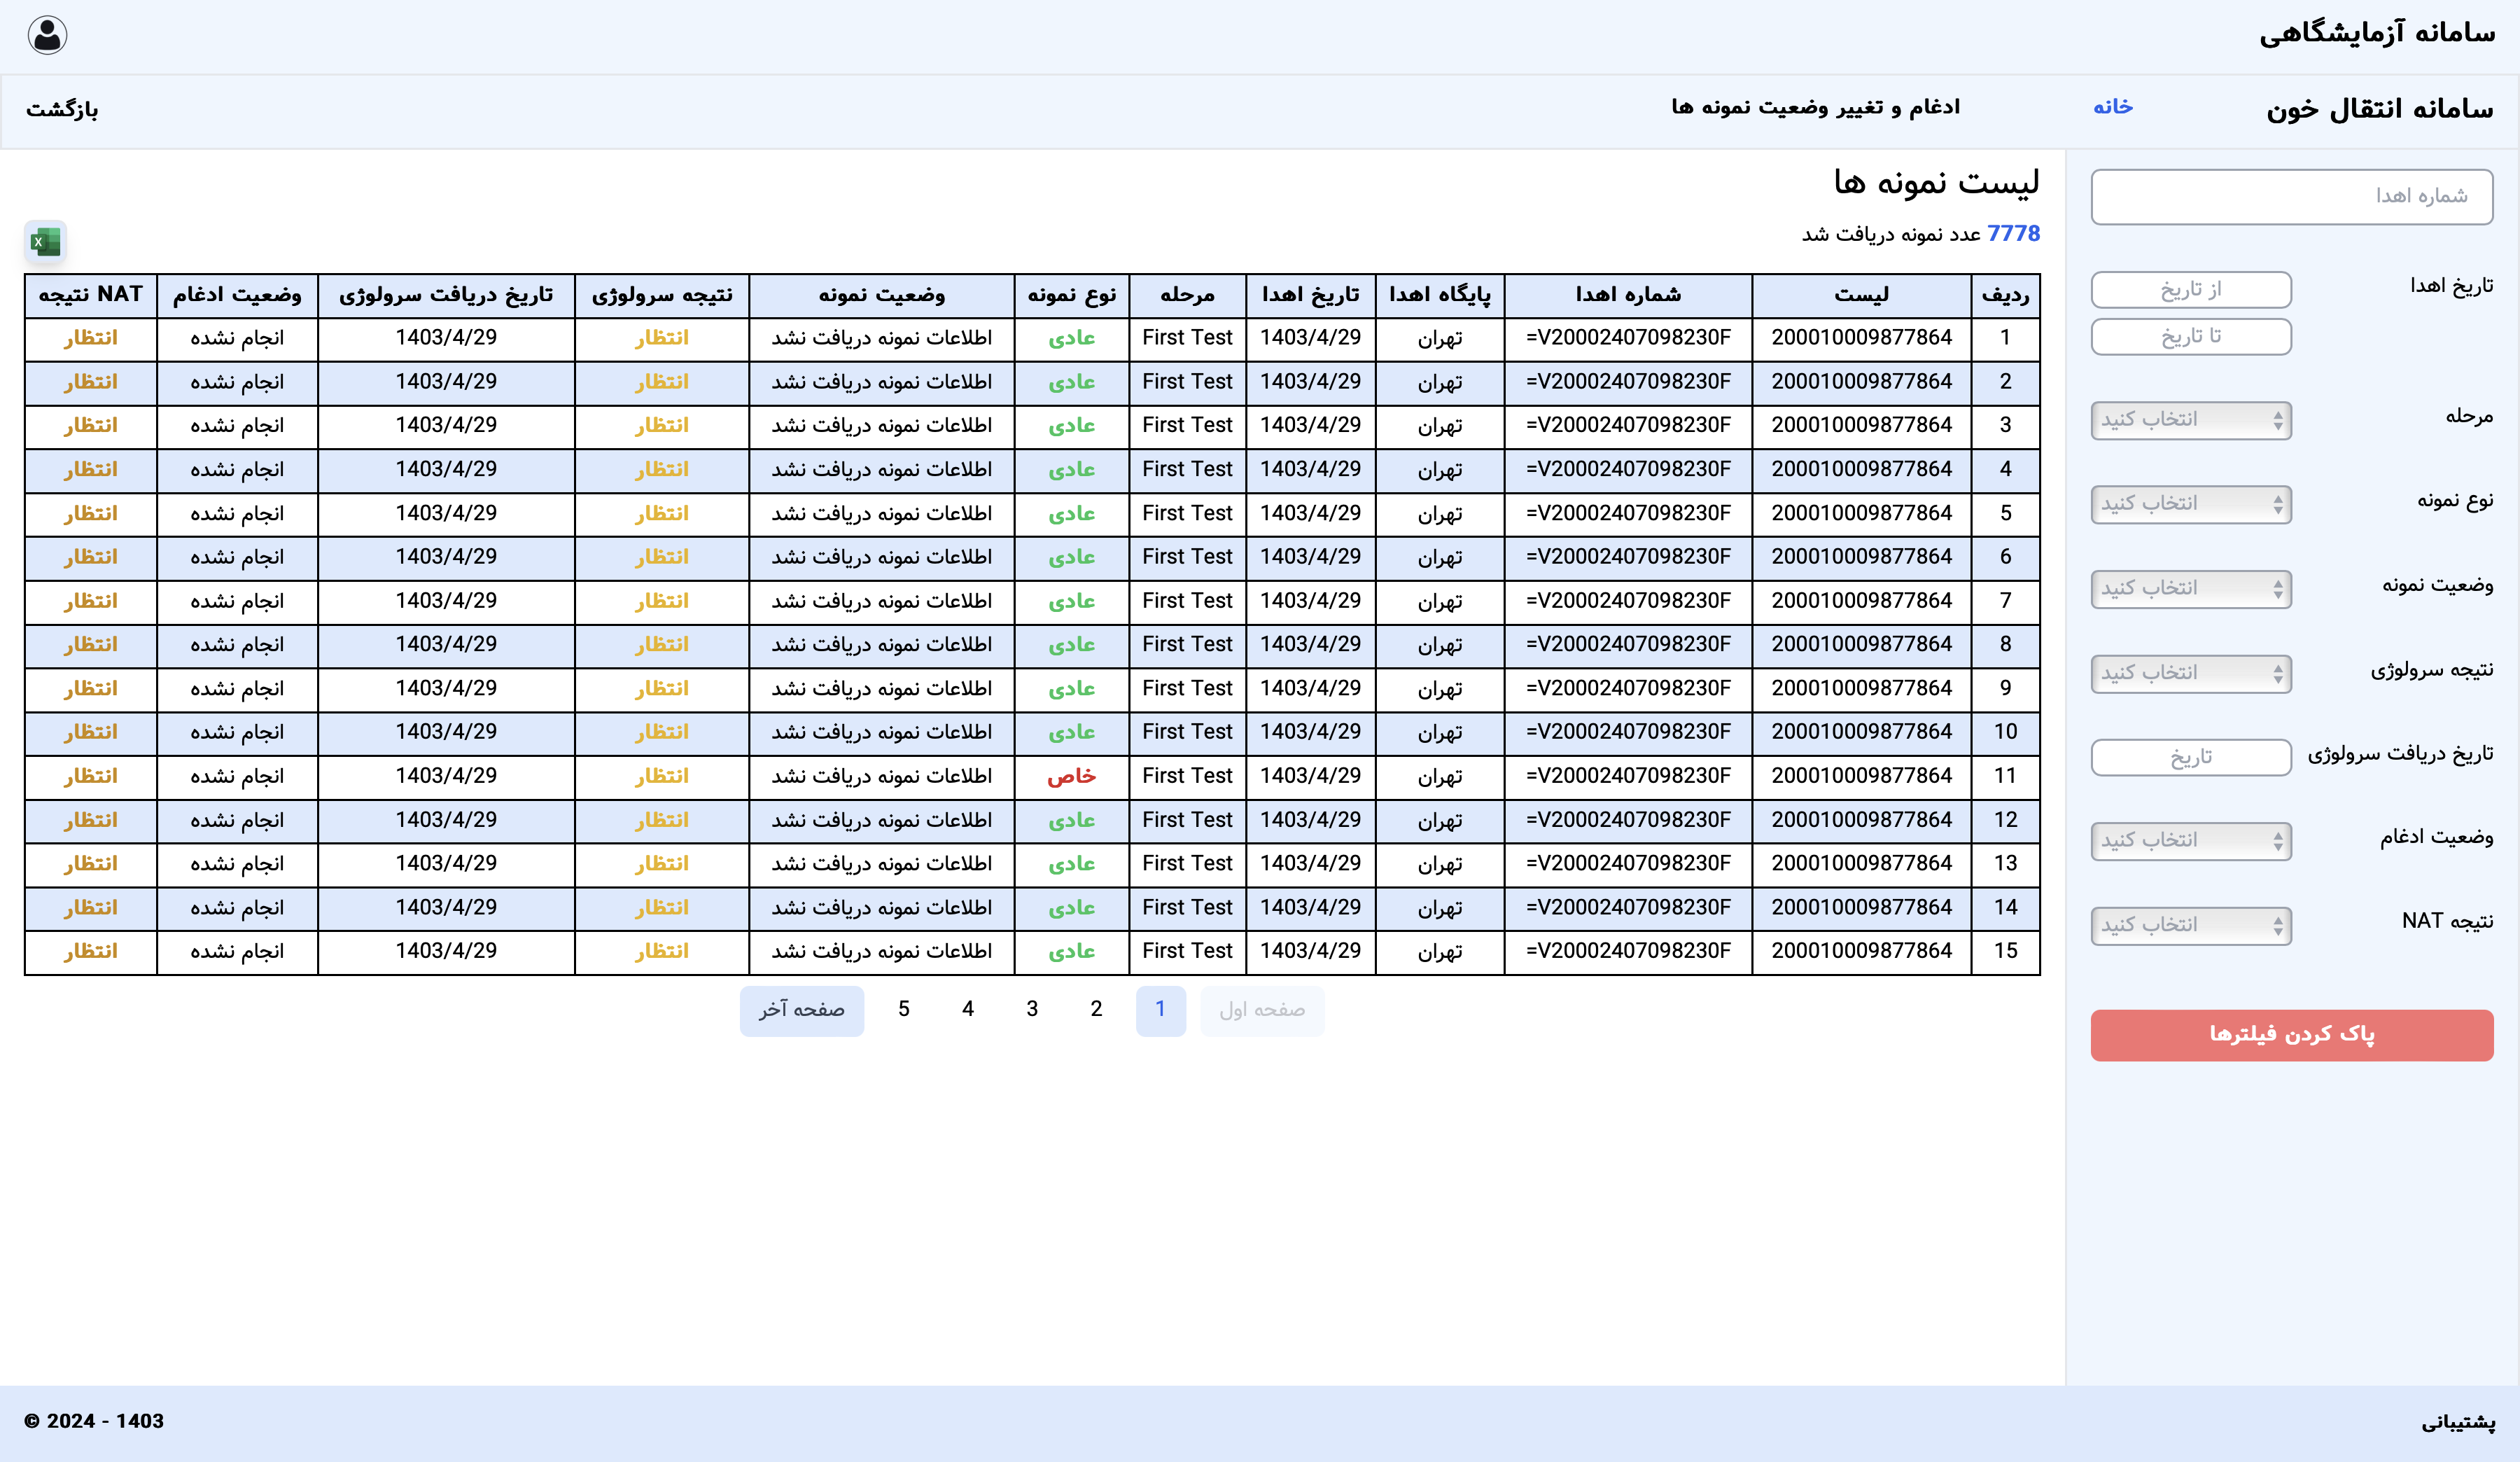 سامانه آزمایشگاهی
سامانه انتقال خون
خانه
ادغام و تغییر وضعیت نمونه ها
بازگشت
شماره اهدا
تاریخ اهدا
از تاریخ
تا تاریخ
مرحله
انتخاب کنید
نوع نمونه
انتخاب کنید
وضعیت نمونه
انتخاب کنید
نتیجه سرولوژی
انتخاب کنید
تاریخ دریافت سرولوژی
تاریخ
وضعیت ادغام
انتخاب کنید
نتیجه NAT
انتخاب کنید
پاک کردن فیلترها
لیست نمونه ها
7778 عدد نمونه دریافت شد
ردیف لیست شماره اهدا پایگاه اهدا تاریخ اهدا مرحله نوع نمونه وضعیت نمونه نتیجه سرولوژی تاریخ دریافت سرولوژی وضعیت ادغام NAT نتیجه
1 200010009877864 =V20002407098230F تهران 1403/4/29 First Test عادی اطلاعات نمونه دریافت نشد انتظار 1403/4/29 انجام نشده انتظار
2 200010009877864 =V20002407098230F تهران 1403/4/29 First Test عادی اطلاعات نمونه دریافت نشد انتظار 1403/4/29 انجام نشده انتظار
3 200010009877864 =V20002407098230F تهران 1403/4/29 First Test عادی اطلاعات نمونه دریافت نشد انتظار 1403/4/29 انجام نشده انتظار
4 200010009877864 =V20002407098230F تهران 1403/4/29 First Test عادی اطلاعات نمونه دریافت نشد انتظار 1403/4/29 انجام نشده انتظار
5 200010009877864 =V20002407098230F تهران 1403/4/29 First Test عادی اطلاعات نمونه دریافت نشد انتظار 1403/4/29 انجام نشده انتظار
6 200010009877864 =V20002407098230F تهران 1403/4/29 First Test عادی اطلاعات نمونه دریافت نشد انتظار 1403/4/29 انجام نشده انتظار
7 200010009877864 =V20002407098230F تهران 1403/4/29 First Test عادی اطلاعات نمونه دریافت نشد انتظار 1403/4/29 انجام نشده انتظار
8 200010009877864 =V20002407098230F تهران 1403/4/29 First Test عادی اطلاعات نمونه دریافت نشد انتظار 1403/4/29 انجام نشده انتظار
9 200010009877864 =V20002407098230F تهران 1403/4/29 First Test عادی اطلاعات نمونه دریافت نشد انتظار 1403/4/29 انجام نشده انتظار
10 200010009877864 =V20002407098230F تهران 1403/4/29 First Test عادی اطلاعات نمونه دریافت نشد انتظار 1403/4/29 انجام نشده انتظار
11 200010009877864 =V20002407098230F تهران 1403/4/29 First Test خاص اطلاعات نمونه دریافت نشد انتظار 1403/4/29 انجام نشده انتظار
12 200010009877864 =V20002407098230F تهران 1403/4/29 First Test عادی اطلاعات نمونه دریافت نشد انتظار 1403/4/29 انجام نشده انتظار
13 200010009877864 =V20002407098230F تهران 1403/4/29 First Test عادی اطلاعات نمونه دریافت نشد انتظار 1403/4/29 انجام نشده انتظار
14 200010009877864 =V20002407098230F تهران 1403/4/29 First Test عادی اطلاعات نمونه دریافت نشد انتظار 1403/4/29 انجام نشده انتظار
15 200010009877864 =V20002407098230F تهران 1403/4/29 First Test عادی اطلاعات نمونه دریافت نشد انتظار 1403/4/29 انجام نشده انتظار
صفحه اول 1 2 3 4 5 صفحه آخر
پشتیبانی
© 2024 - 1403